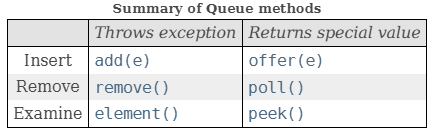 Summary of Queue methods
Throws exception Returns special value
Insert add(e) offer(e)
Remove remove() poll()
Examine element() peek()